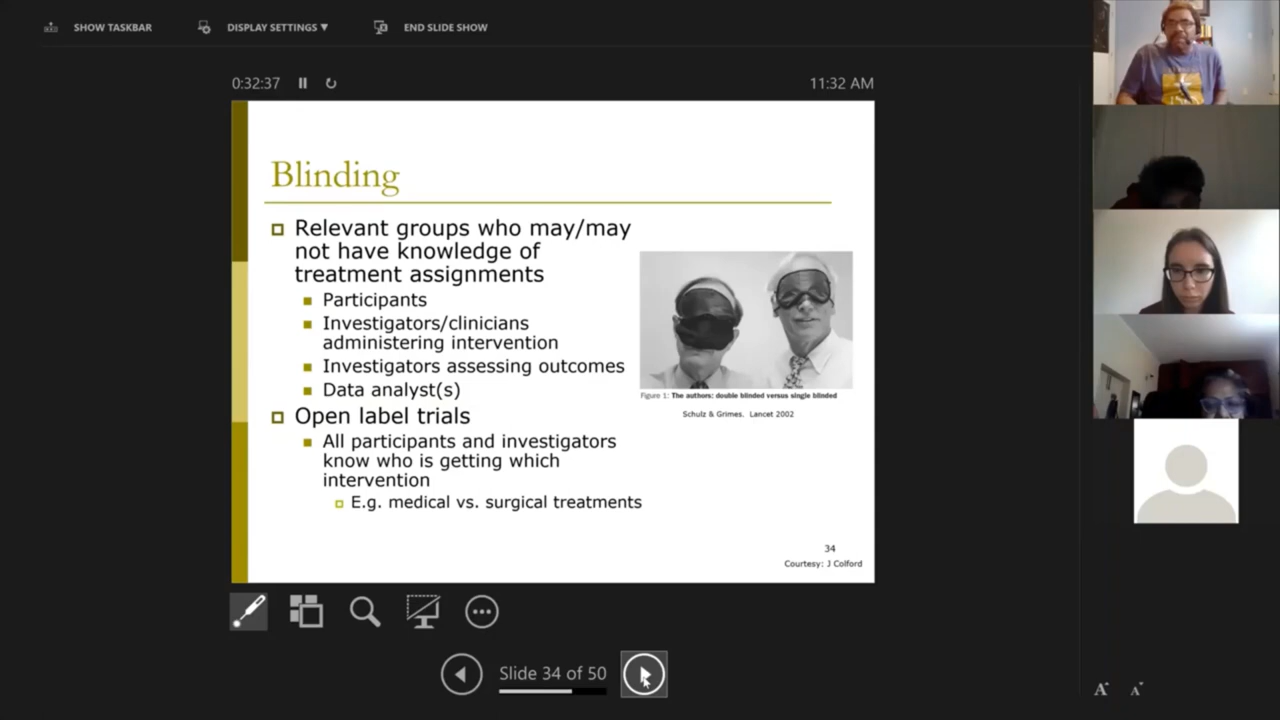 SHOW TASKBAR
DISPLAY SETTINGS ▼
END SLIDE SHOW
0:32:37
11:32 AM
Blinding
Relevant groups who may/may
not have knowledge of
treatment assignments
Participants
Investigators/clinicians
administering intervention
Investigators assessing outcomes
Data analyst(s)
Open label trials
All participants and investigators
know who is getting which
intervention
E.g. medical vs. surgical treatments
Figure 1: The authors: double blinded versus single blinded
Schulz & Grimes. Lancet 2002
34
Courtesy: J Colford
Slide 34 of 50
A A